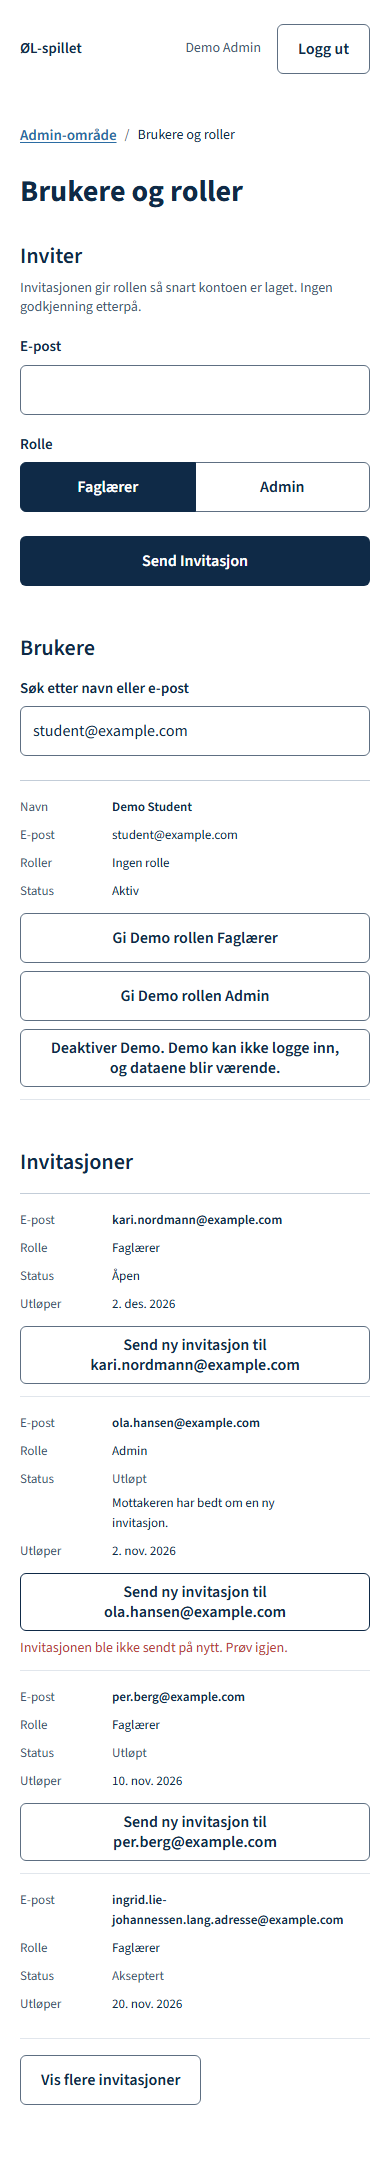 ØL-spillet
Demo Admin
Logg ut
Admin-område / Brukere og roller
Brukere og roller
Inviter
Invitasjonen gir rollen så snart kontoen er laget. Ingen
godkjenning etterpå.
E-post
Rolle
Faglærer
Admin
Send Invitasjon
Brukere
Søk etter navn eller e-post
student@example.com
Navn Demo Student
E-post student@example.com
Roller Ingen rolle
Status Aktiv
Gi Demo rollen Faglærer
Gi Demo rollen Admin
Deaktiver Demo. Demo kan ikke logge inn,
og dataene blir værende.
Invitasjoner
E-post kari.nordmann@example.com
Rolle Faglærer
Status Åpen
Utløper 2. des. 2026
Send ny invitasjon til
kari.nordmann@example.com
E-post ola.hansen@example.com
Rolle Admin
Status Utløpt
Mottakeren har bedt om en ny
invitasjon.
Utløper 2. nov. 2026
Send ny invitasjon til
ola.hansen@example.com
Invitasjonen ble ikke sendt på nytt. Prøv igjen.
E-post per.berg@example.com
Rolle Faglærer
Status Utløpt
Utløper 10. nov. 2026
Send ny invitasjon til
per.berg@example.com
E-post ingrid.lie-
johannessen.lang.adresse@example.com
Rolle Faglærer
Status Akseptert
Utløper 20. nov. 2026
Vis flere invitasjoner